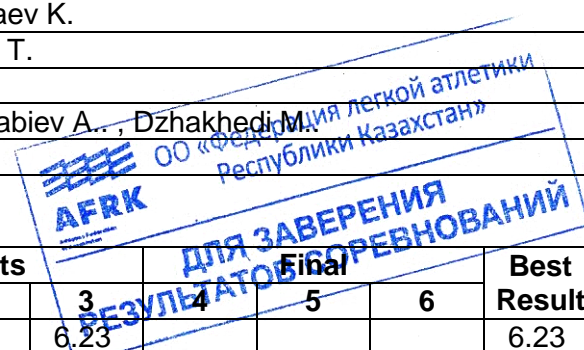 aev K.
T.
abiev A.. , Dzhakhedi M..
ОО «Федерация легкой атлетики
Республики Казахстан»
AFRK
ДЛЯ ЗАВЕРЕНИЯ
РЕЗУЛЬТАТОВ СОРЕВНОВАНИЙ
ts Final Best
3 4 5 6 Result
6.23 6.23